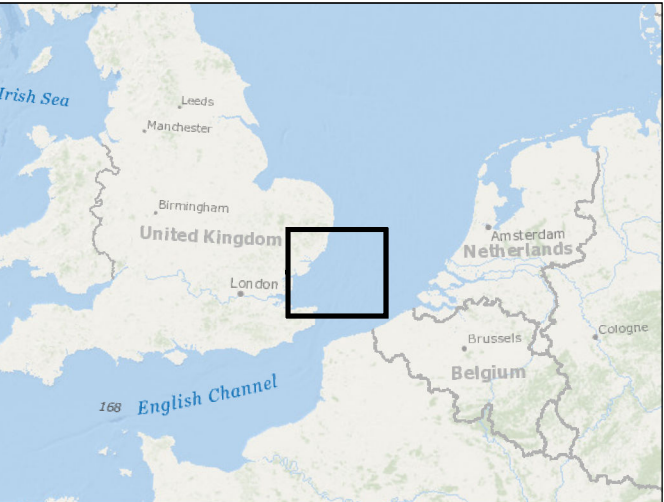 Irish Sea
Leeds
Manchester
Birmingham
United Kingdom
London
Amsterdam
Netherlands
Brussels
Cologne
Belgium
168
English Channel